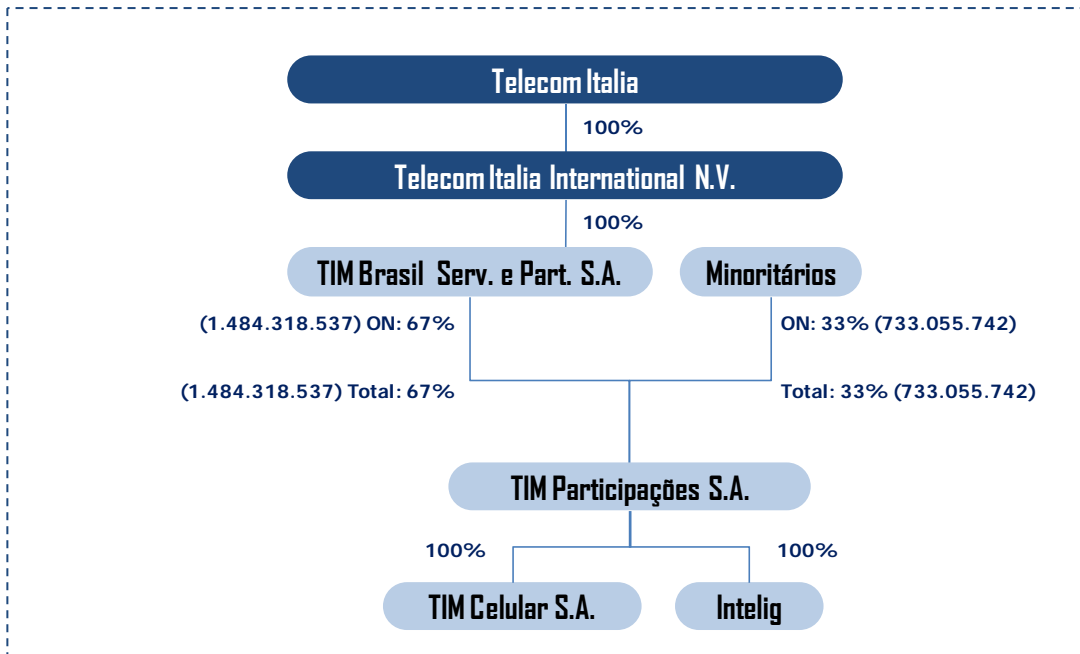 Telecom Italia
100%
Telecom Italia International N.V.
100%
TIM Brasil Serv. e Part. S.A.
Minoritários
(1.484.318.537) ON: 67%
ON: 33% (733.055.742)
(1.484.318.537) Total: 67%
Total: 33% (733.055.742)
TIM Participações S.A.
100%
100%
TIM Celular S.A.
Intelig